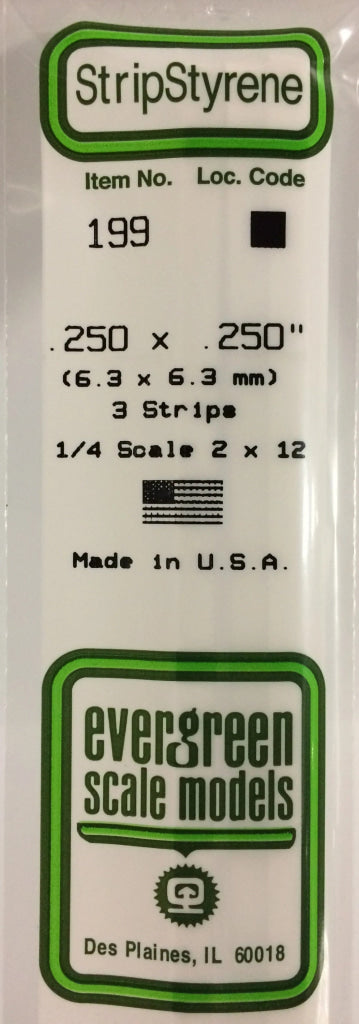 StripStyrene
Item No. Loc. Code
199
.250 x .250"
(6.3 x 6.3 mm)
3 Strips
1/4 Scale 2 x 12
Made in U.S.A.
evergreen
scale models
Des Plaines, IL 60018